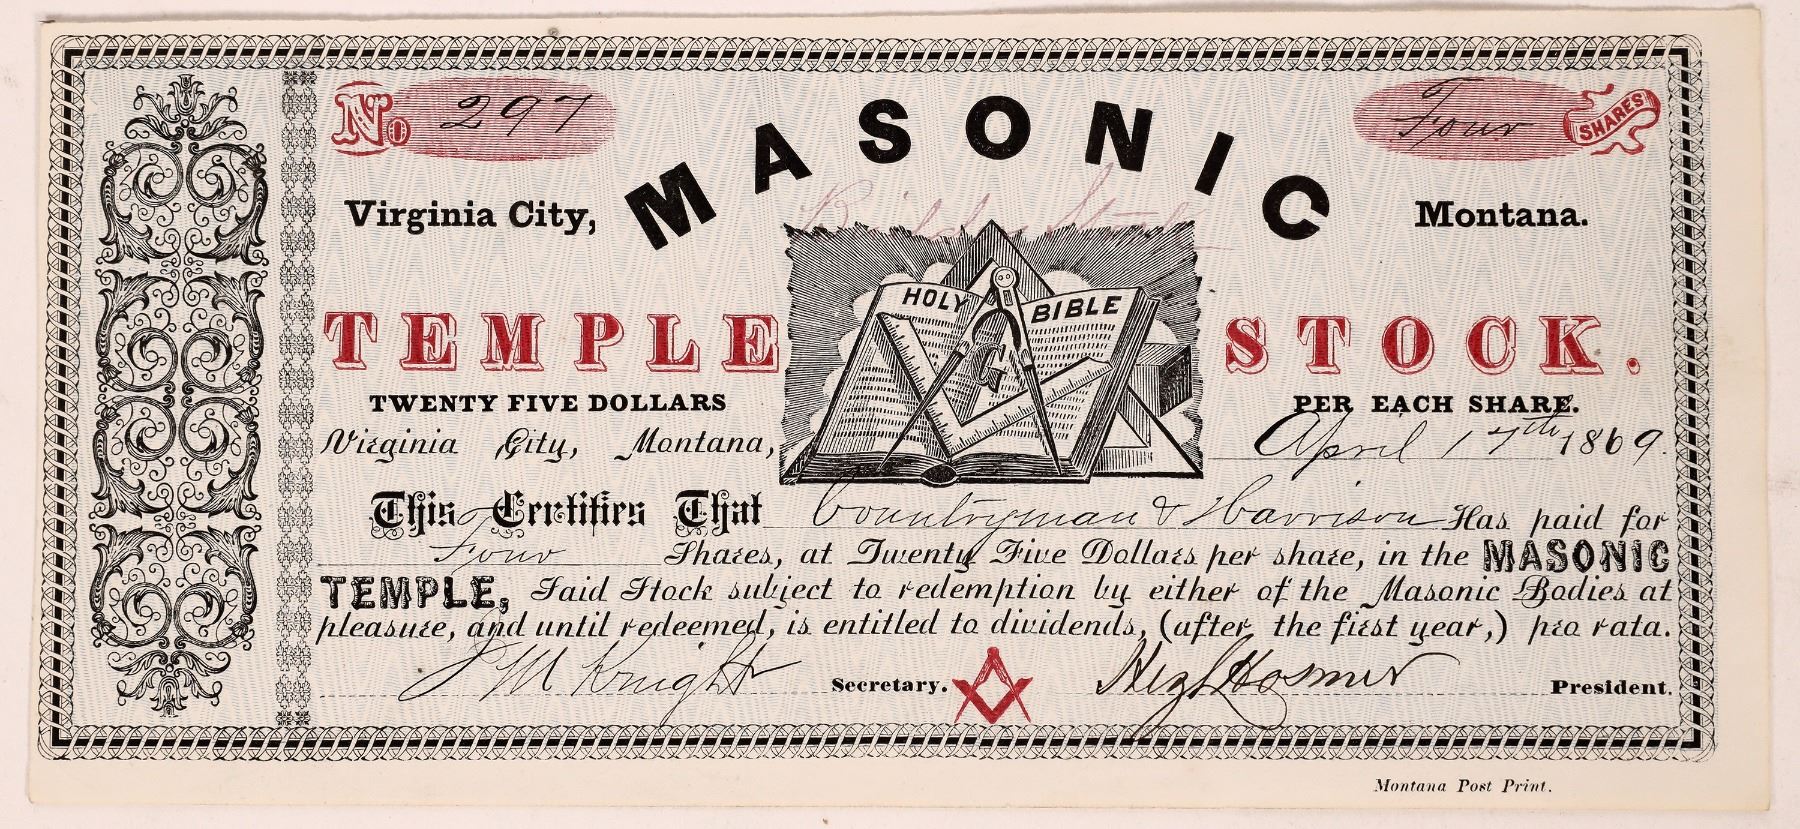 No 297
Four SHARES
MASONIC
Virginia City, Montana.
HOLY BIBLE
G
TEMPLE STOCK.
TWENTY FIVE DOLLARS PER EACH SHARE.
Virginia City, Montana, April 17th 1869.
This Certifies That Countryman & Harrison Has paid for
Four Shares, at Twenty Five Dollars per share, in the MASONIC
TEMPLE, Said Stock subject to redemption by either of the Masonic Bodies at
pleasure, and until redeemed, is entitled to dividends, (after the first year,) pro rata.
J M Knight Secretary. Hez L Hosmer President.
Montana Post Print.